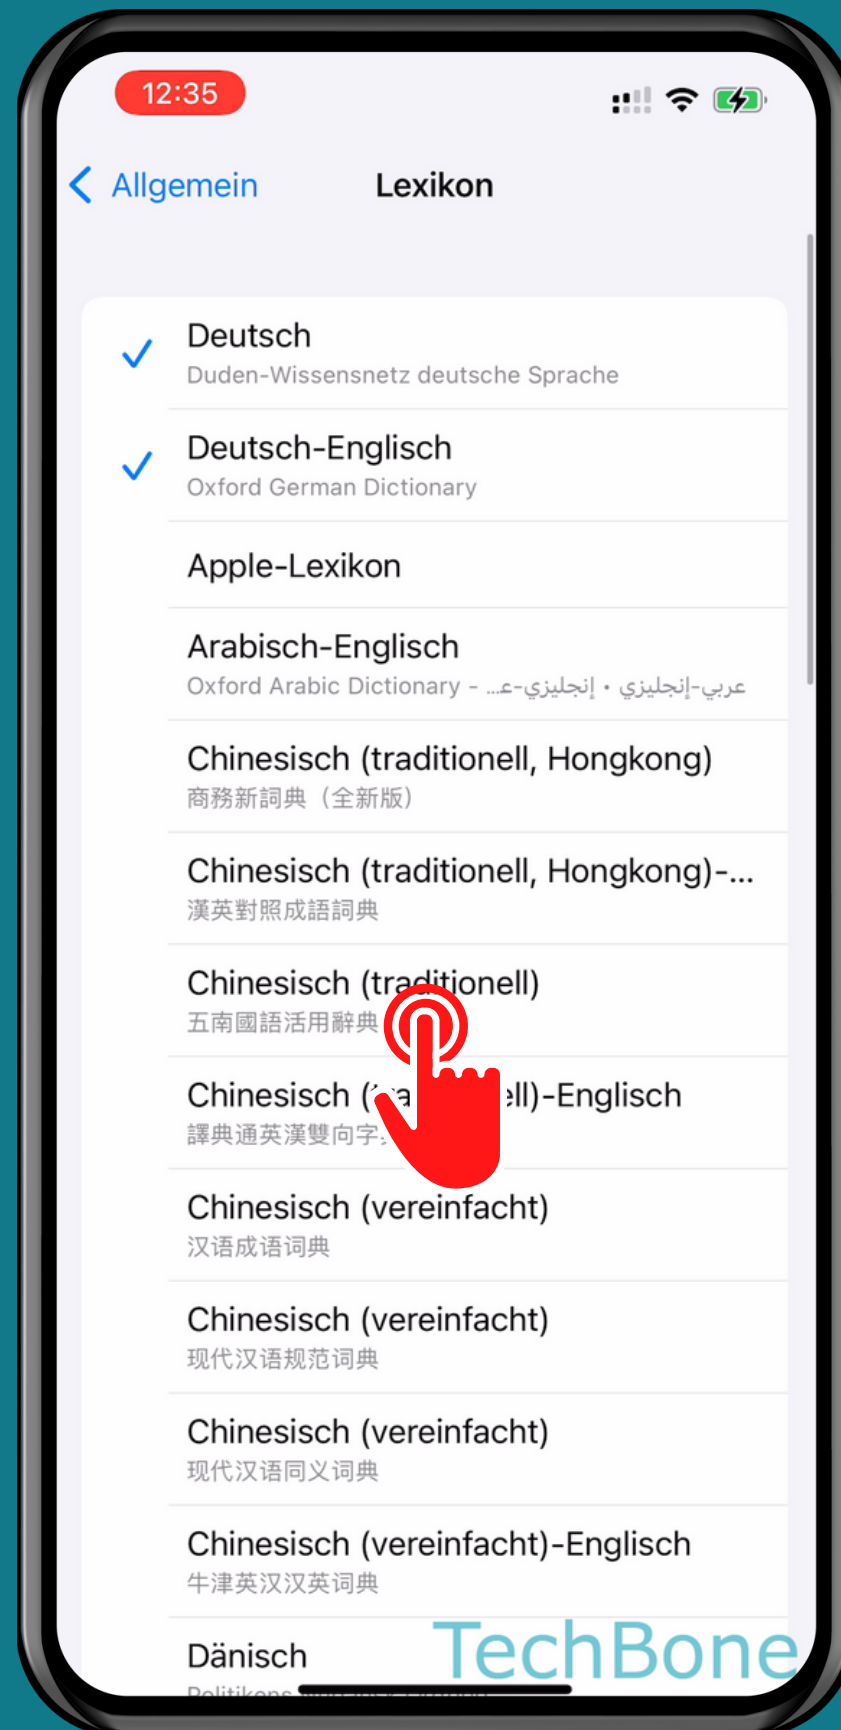 12:35
Allgemein
Lexikon
Deutsch
Duden-Wissensnetz deutsche Sprache
Deutsch-Englisch
Oxford German Dictionary
Apple-Lexikon
Arabisch-Englisch
Oxford Arabic Dictionary - عربي-إنجليزي • إنجليزي-ع...
Chinesisch (traditionell, Hongkong)
商務新詞典（全新版）
Chinesisch (traditionell, Hongkong)-...
漢英對照成語詞典
Chinesisch (traditionell)
五南國語活用辭典
Chinesisch -Englisch
譯典通英漢雙向字
Chinesisch (vereinfacht)
汉语成语词典
Chinesisch (vereinfacht)
现代汉语规范词典
Chinesisch (vereinfacht)
现代汉语同义词典
Chinesisch (vereinfacht)-Englisch
牛津英汉汉英词典
Dänisch
Politikens
TechBone